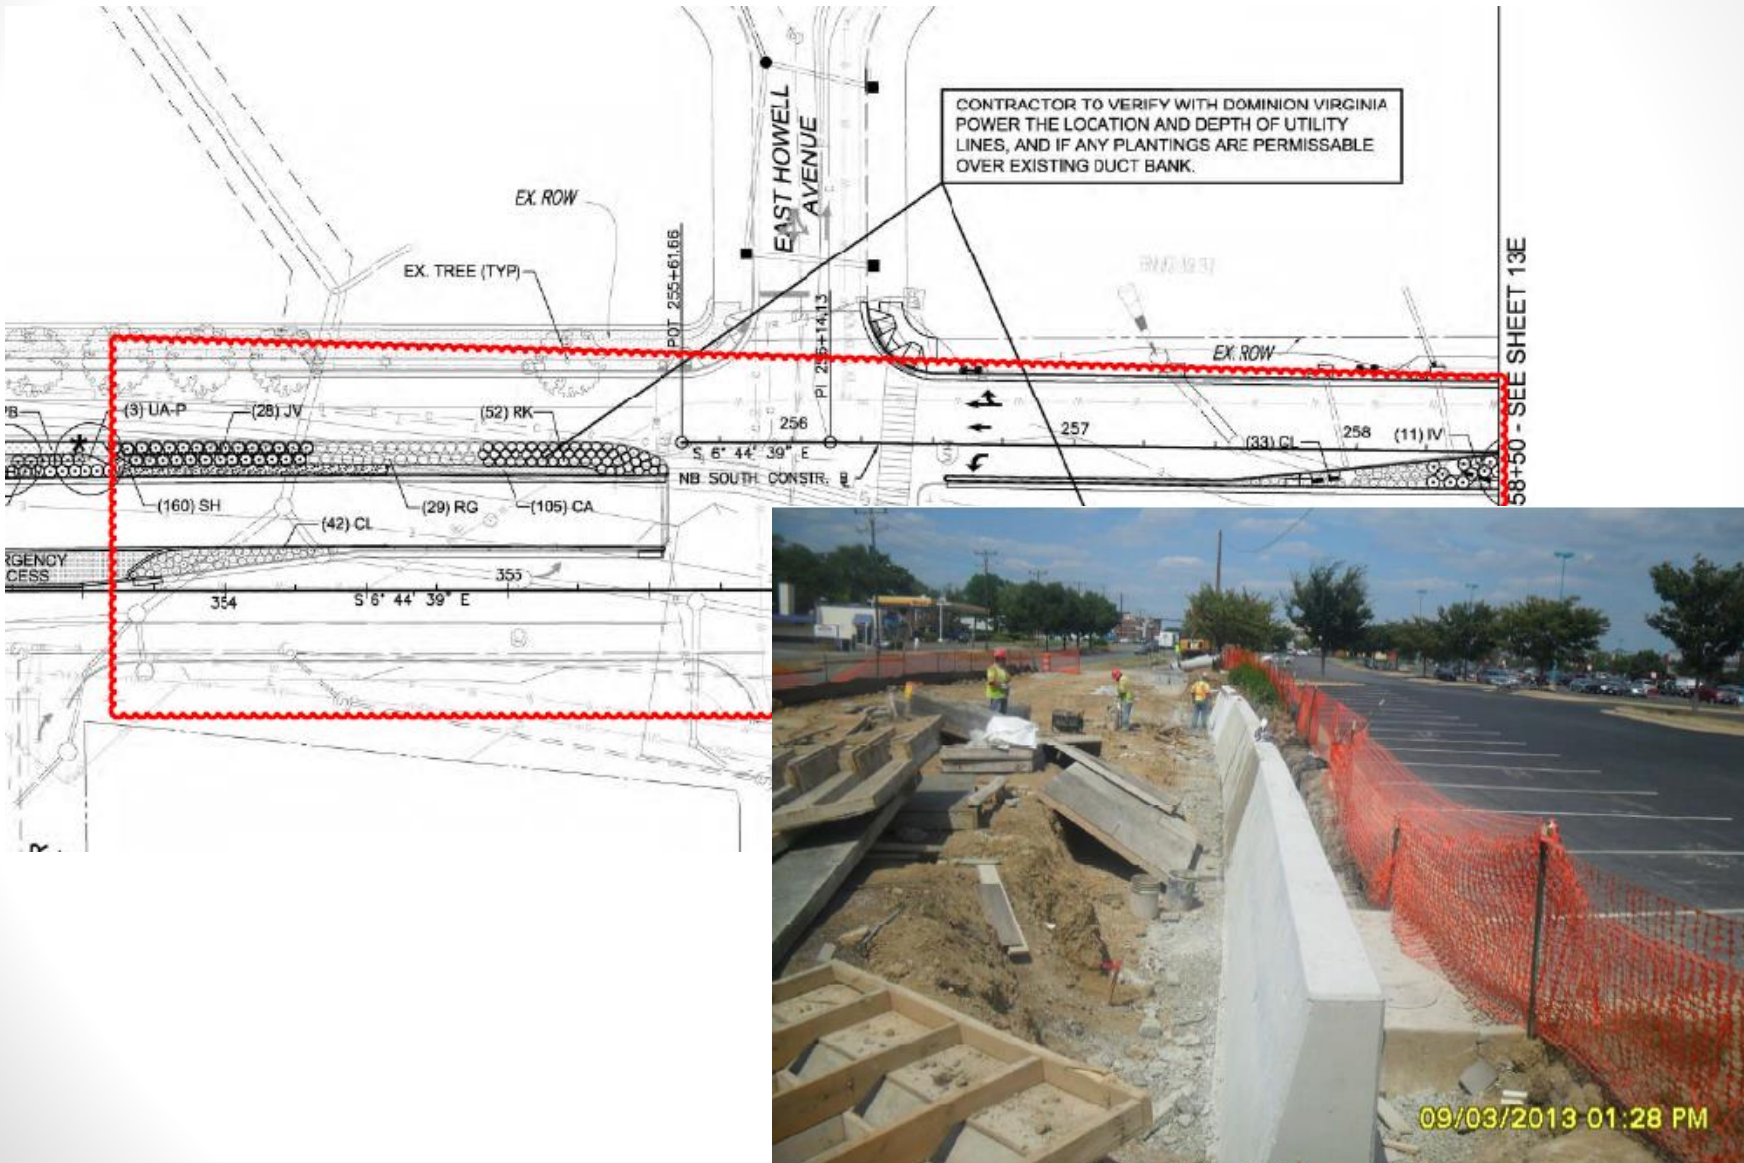 CONTRACTOR TO VERIFY WITH DOMINION VIRGINIA
POWER THE LOCATION AND DEPTH OF UTILITY
LINES, AND IF ANY PLANTINGS ARE PERMISSABLE
OVER EXISTING DUCT BANK.
EAST HOWELL
AVENUE
EX. ROW
EX. TREE (TYP)
POT 255+61.66
EX. ROW
58+50 - SEE SHEET 13E
(3) UA-P
(28) JV
(52) RK
256
257
(33) CL
258
(11) IV
S 6° 44' 39" E
NB SOUTH CONSTR. B
(160) SH
(29) RG
(105) CA
(42) CL
RGENCY
CESS
355
354
S 6° 44' 39" E
09/03/2013 01:28 PM